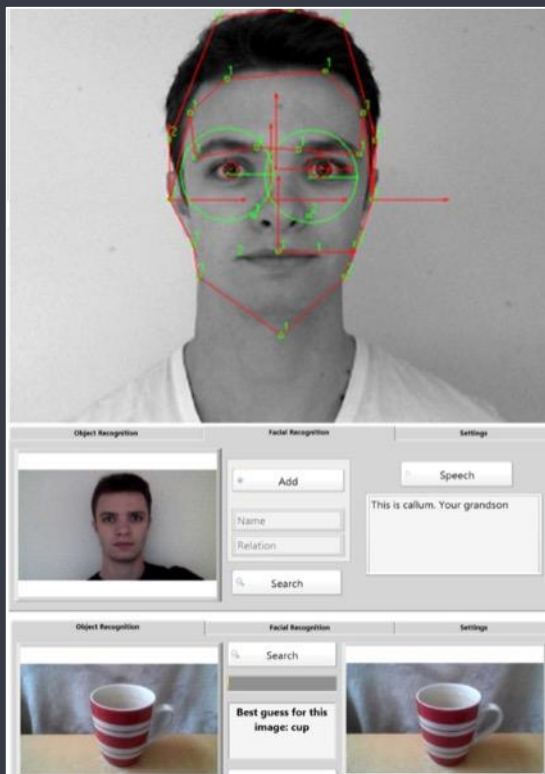 Object Recognition
Facial Recognition
Settings
Add
Speech
This is callum. Your grandson
Name
Relation
Search
Object Recognition
Facial Recognition
Settings
Search
Best guess for this
image: cup